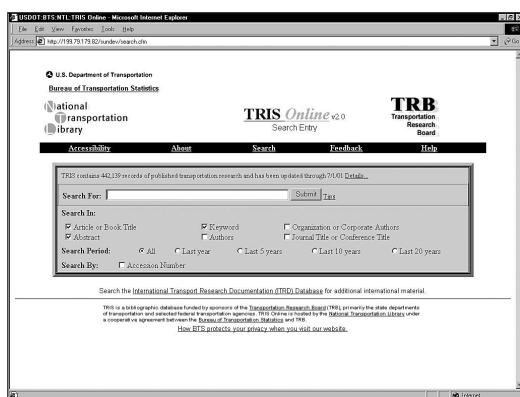 USDOT:BTS:NTL:TRIS Online - Microsoft Internet Explorer
File Edit View Favorites Tools Help
Address http://199.79.179.82/sundev/search.cfm Go
U.S. Department of Transportation
Bureau of Transportation Statistics
National Transportation Library
TRIS Online v2.0
Search Entry
TRB
Transportation
Research
Board
Accessibility About Search Feedback Help
TRIS contains 442,139 records of published transportation research and has been updated through 7/1/01 Details...
Search For: Submit Tips
Search In:
Article or Book Title Keyword Organization or Corporate Authors
Abstract Authors Journal Title or Conference Title
Search Period: All Last year Last 5 years Last 10 years Last 20 years
Search By: Accession Number
Search the International Transport Research Documentation (ITRD) Database for additional international material.
TRIS is a bibliographic database funded by sponsors of the Transportation Research Board (TRB), primarily the state departments
of transportation and selected federal transportation agencies. TRIS Online is hosted by the National Transportation Library under
a cooperative agreement between the Bureau of Transportation Statistics and TRB.
How BTS protects your privacy when you visit our website.
Internet